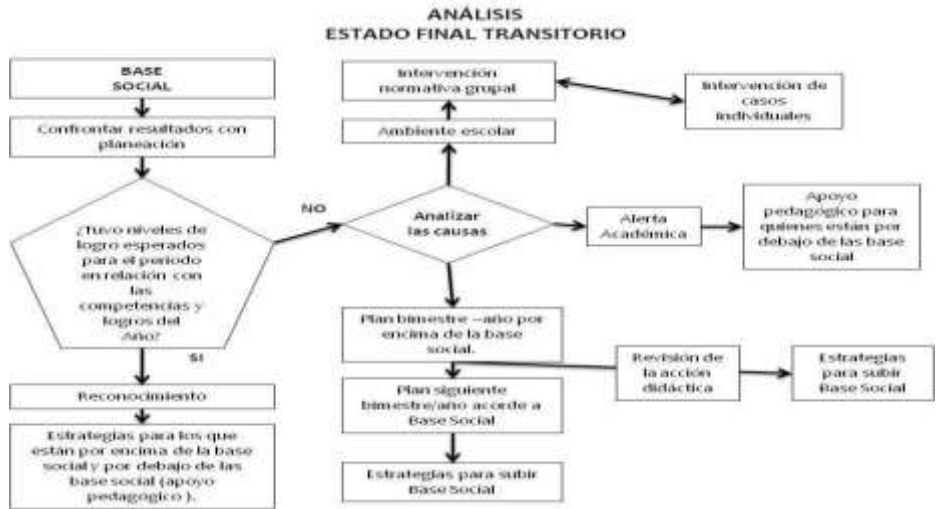 ANÁLISIS
ESTADO FINAL TRANSITORIO
BASE
SOCIAL
Confrontar resultados con
planeación
¿Tuvo niveles de
logro esperados
para el periodo
en relación con
las
competencias y
logros del
Año?
SI
Reconocimiento
Estrategias para los que
están por encima de la base
social y por debajo de las
base social (apoyo
pedagógico ).
NO
Intervención
normativa grupal
Intervención de
casos
individuales
Ambiente escolar
Analizar
las causas
Alerta
Académica
Apoyo
pedagógico para
quienes están por
debajo de las base
social
Plan bimestre –año por
encima de la base
social.
Revisión de
la acción
didáctica
Estrategias
para subir
Base Social
Plan siguiente
bimestre/año acorde a
Base Social
Estrategias para subir
Base Social